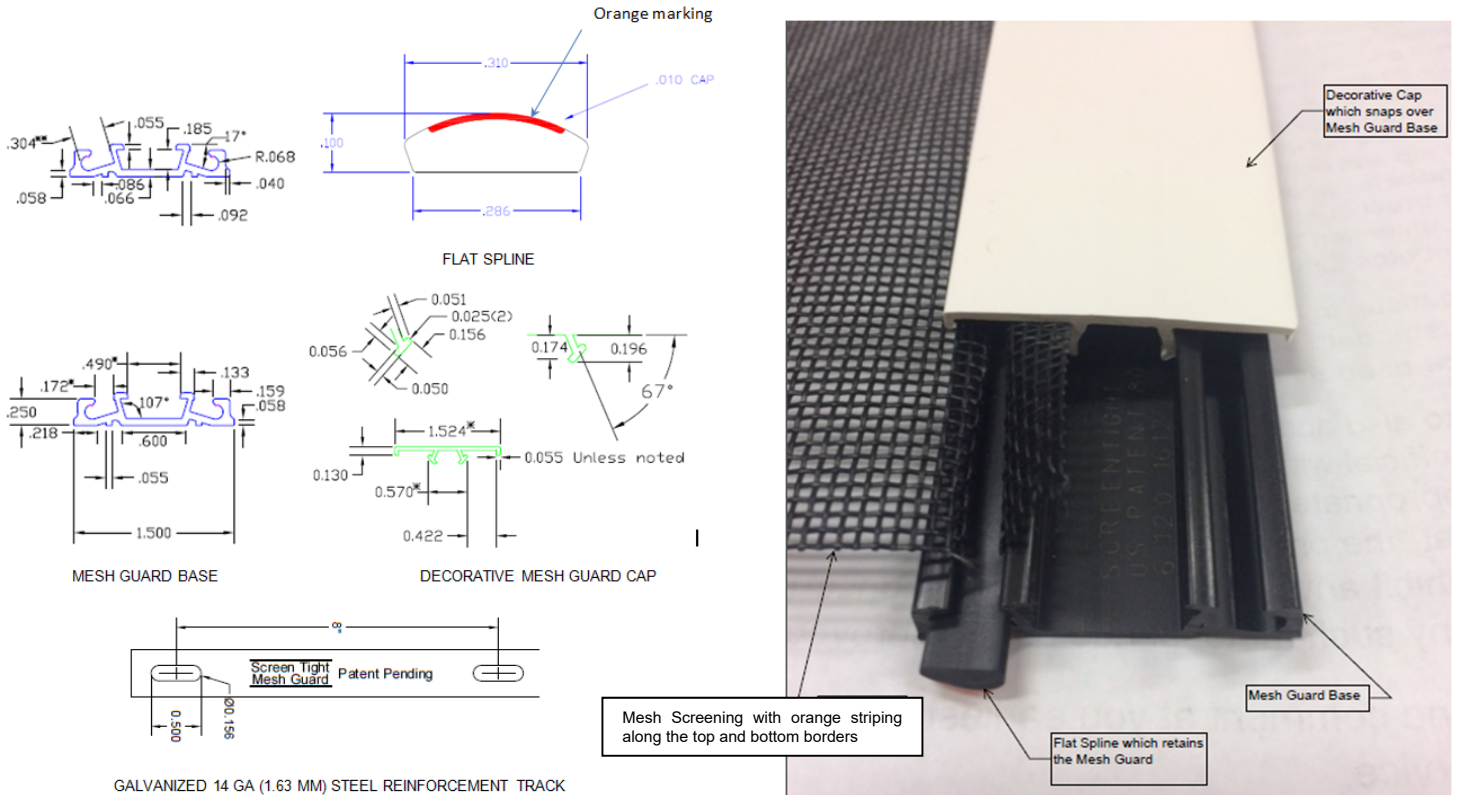 Orange marking
.310
.010 CAP
.100
.286
FLAT SPLINE
.304**
.055
.185
17°
R.068
.040
.058
.086
.066
.092
0.051
0.025(2)
0.156
0.056
0.050
0.174
0.196
67°
1.524*
0.130
0.055 Unless noted
0.570*
0.422
DECORATIVE MESH GUARD CAP
.490*
.172*
.133
.159
.250
107°
.058
.218
.600
.055
1.500
MESH GUARD BASE
8"
Screen Tight
Mesh Guard
Patent Pending
0.500
Ø0.156
GALVANIZED 14 GA (1.63 MM) STEEL REINFORCEMENT TRACK
Decorative Cap
which snaps over
Mesh Guard Base
SCREENTIGHT
US PATENT
Mesh Guard Base
Mesh Screening with orange striping
along the top and bottom borders
Flat Spline which retains
the Mesh Guard